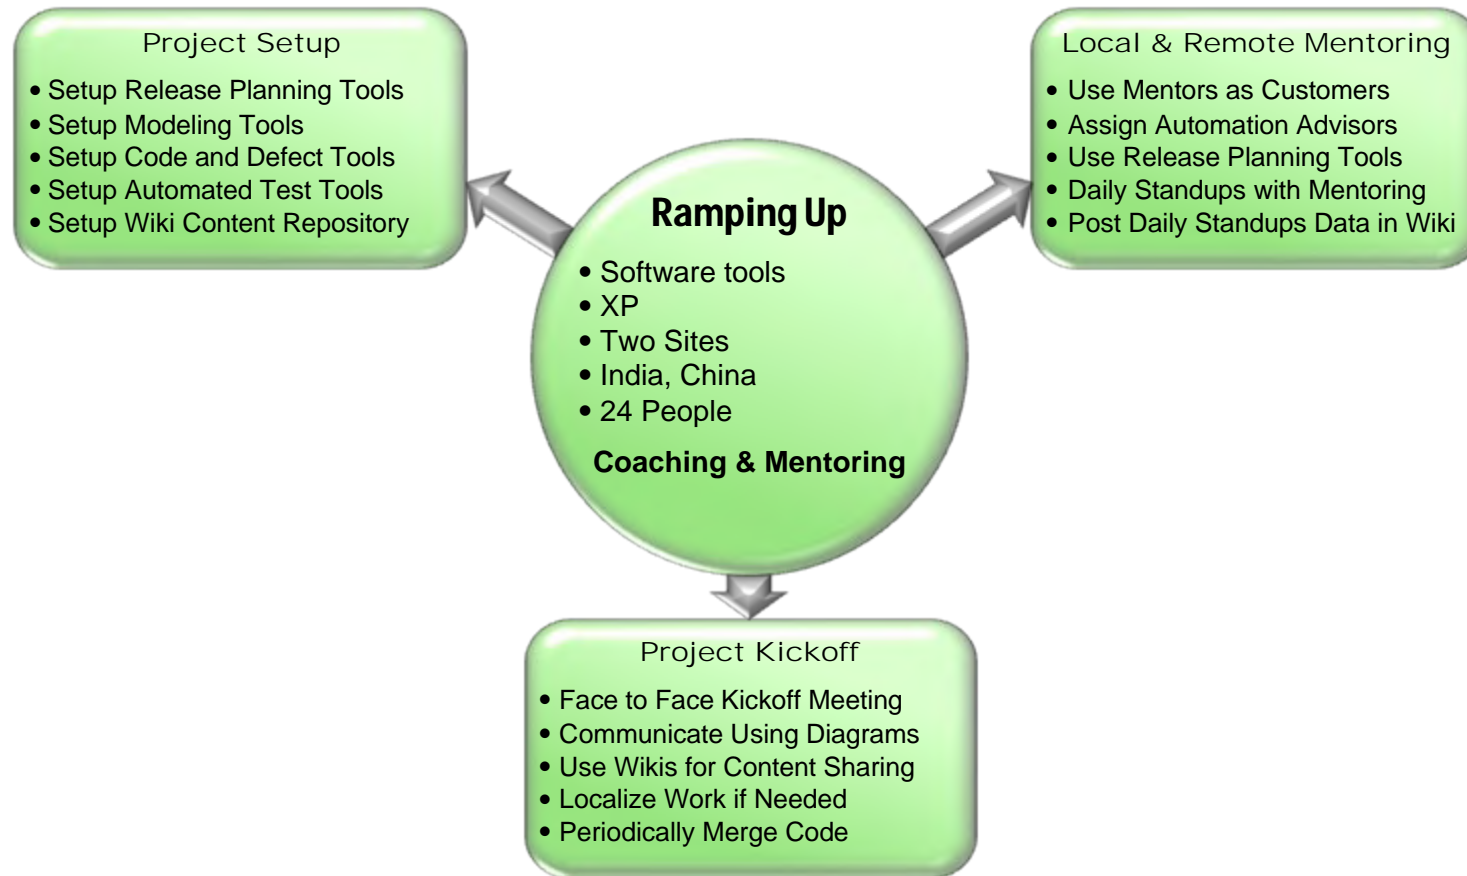 Project Setup
• Setup Release Planning Tools
• Setup Modeling Tools
• Setup Code and Defect Tools
• Setup Automated Test Tools
• Setup Wiki Content Repository
Local & Remote Mentoring
• Use Mentors as Customers
• Assign Automation Advisors
• Use Release Planning Tools
• Daily Standups with Mentoring
• Post Daily Standups Data in Wiki
Ramping Up
• Software tools
• XP
• Two Sites
• India, China
• 24 People
Coaching & Mentoring
Project Kickoff
• Face to Face Kickoff Meeting
• Communicate Using Diagrams
• Use Wikis for Content Sharing
• Localize Work if Needed
• Periodically Merge Code